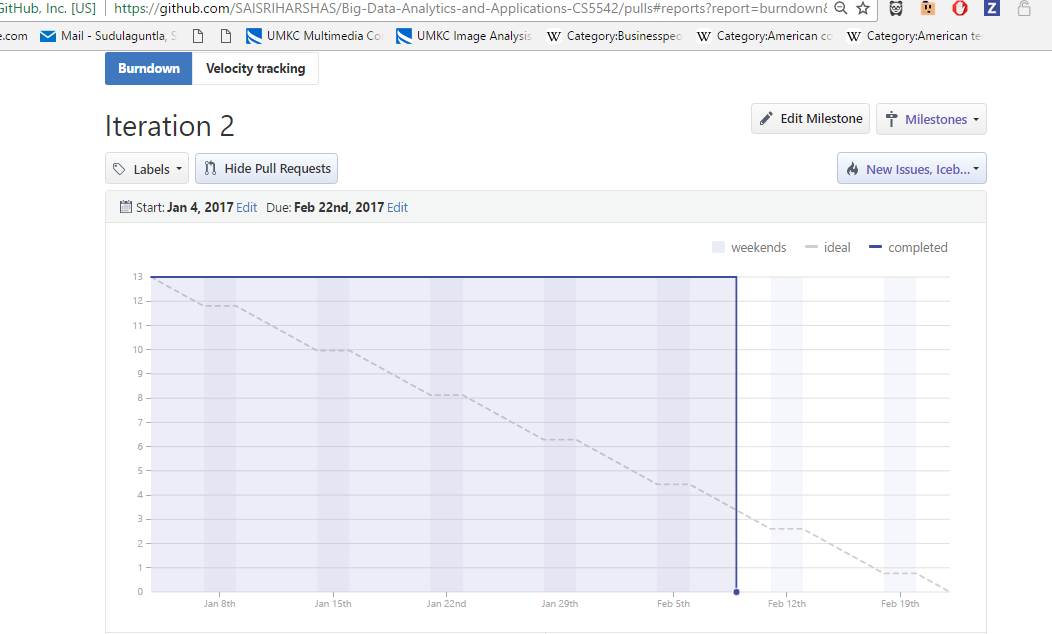 GitHub, Inc. [US] https://github.com/SAISRIHARSHAS/Big-Data-Analytics-and-Applications-CS5542/pulls#reports?report=burndown&
e.com Mail - Sudulaguntla, S UMKC Multimedia Co UMKC Image Analysis W Category:Businesspeo W Category:American co W Category:American te
Burndown Velocity tracking
Iteration 2
Edit Milestone Milestones
Labels Hide Pull Requests New Issues, Iceb...
Start: Jan 4, 2017 Edit Due: Feb 22nd, 2017 Edit
weekends ideal completed
13
12
11
10
9
8
7
6
5
4
3
2
1
0
Jan 8th Jan 15th Jan 22nd Jan 29th Feb 5th Feb 12th Feb 19th